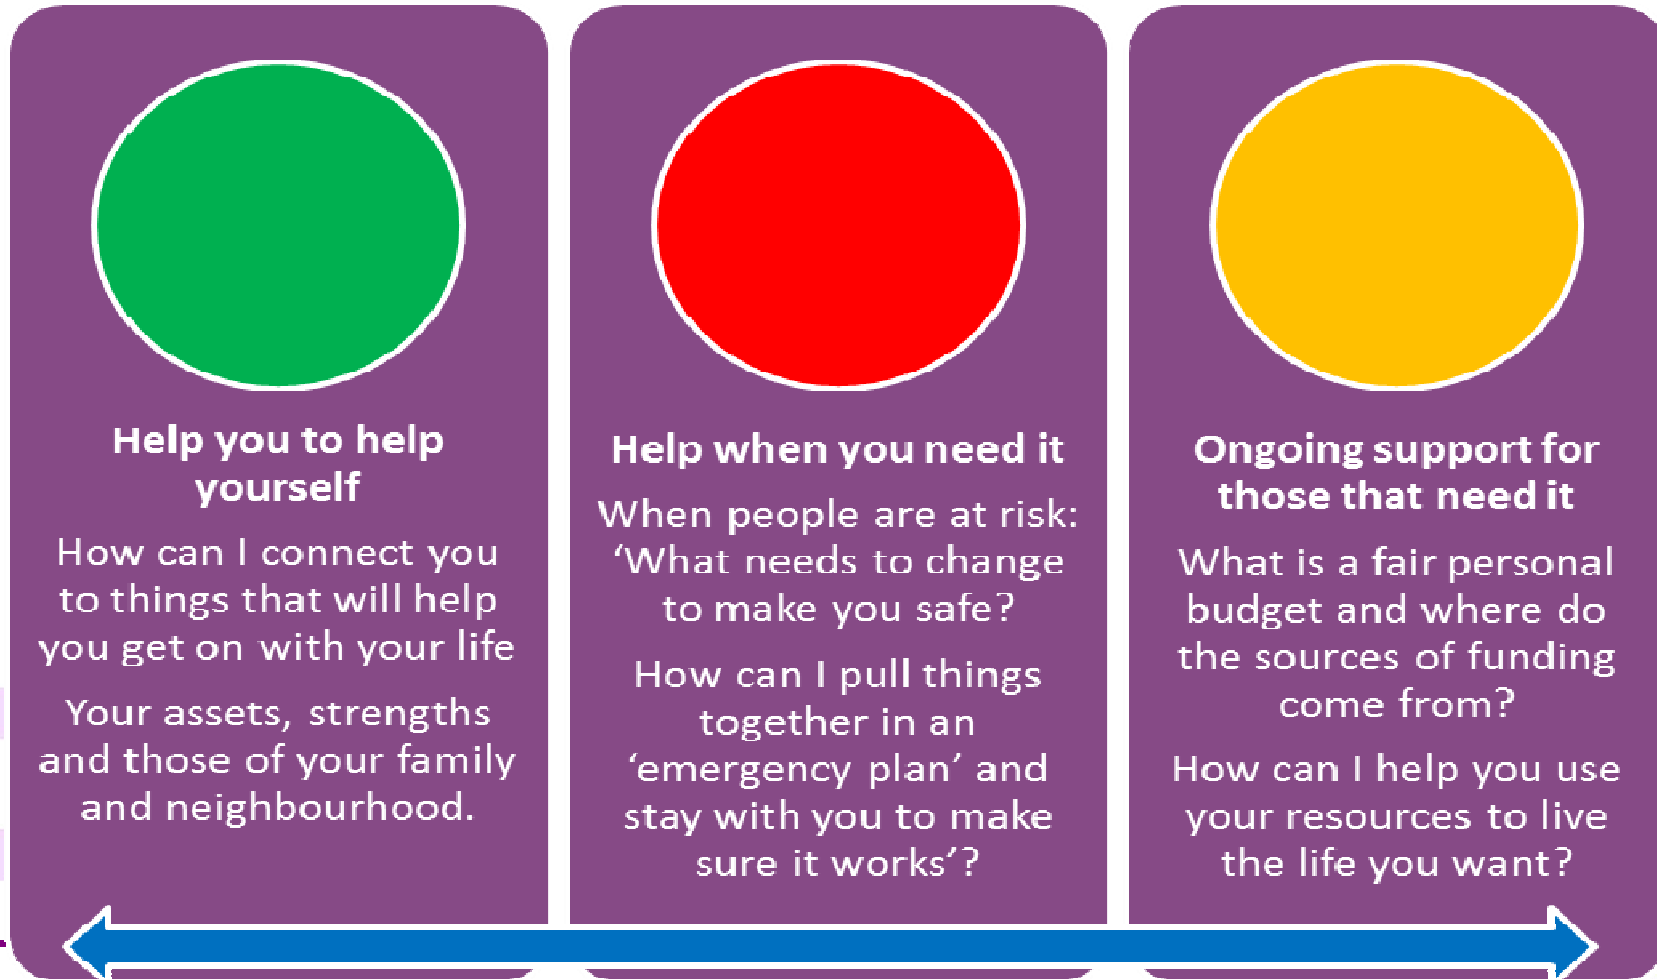 Help you to help
yourself
How can I connect you
to things that will help
you get on with your life
Your assets, strengths
and those of your family
and neighbourhood.
Help when you need it
When people are at risk:
‘What needs to change
to make you safe?
How can I pull things
together in an
‘emergency plan’ and
stay with you to make
sure it works’?
Ongoing support for
those that need it
What is a fair personal
budget and where do
the sources of funding
come from?
How can I help you use
your resources to live
the life you want?